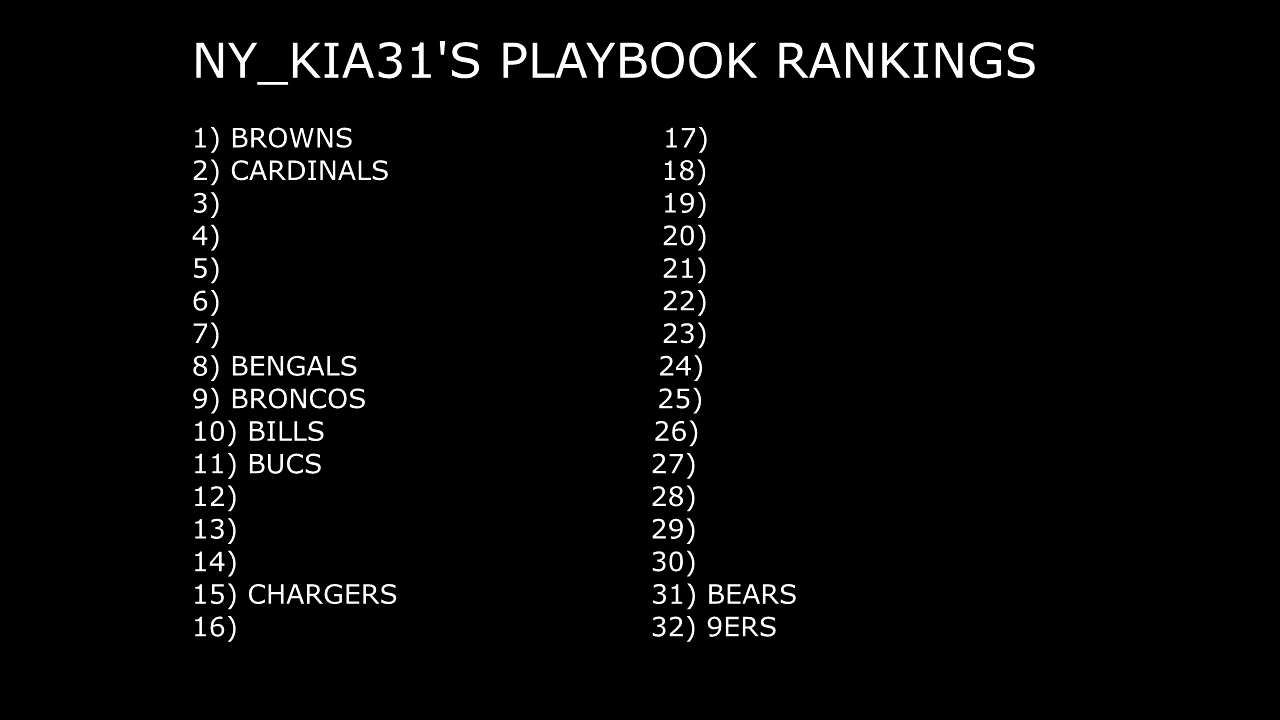 NY_KIA31'S PLAYBOOK RANKINGS
1) BROWNS
2) CARDINALS
3)
4)
5)
6)
7)
8) BENGALS
9) BRONCOS
10) BILLS
11) BUCS
12)
13)
14)
15) CHARGERS
16)
17)
18)
19)
20)
21)
22)
23)
24)
25)
26)
27)
28)
29)
30)
31) BEARS
32) 9ERS